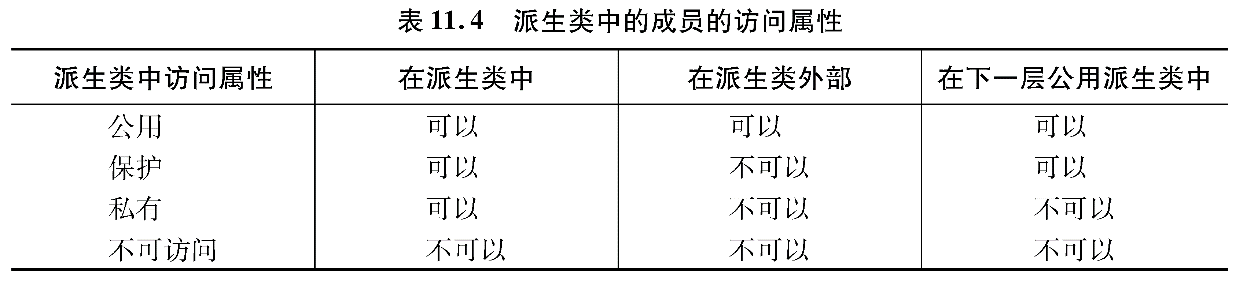 表 11.4 派生类中的成员的访问属性
派生类中访问属性 在派生类中 在派生类外部 在下一层公用派生类中
公用 可以 可以 可以
保护 可以 不可以 可以
私有 可以 不可以 不可以
不可访问 不可以 不可以 不可以